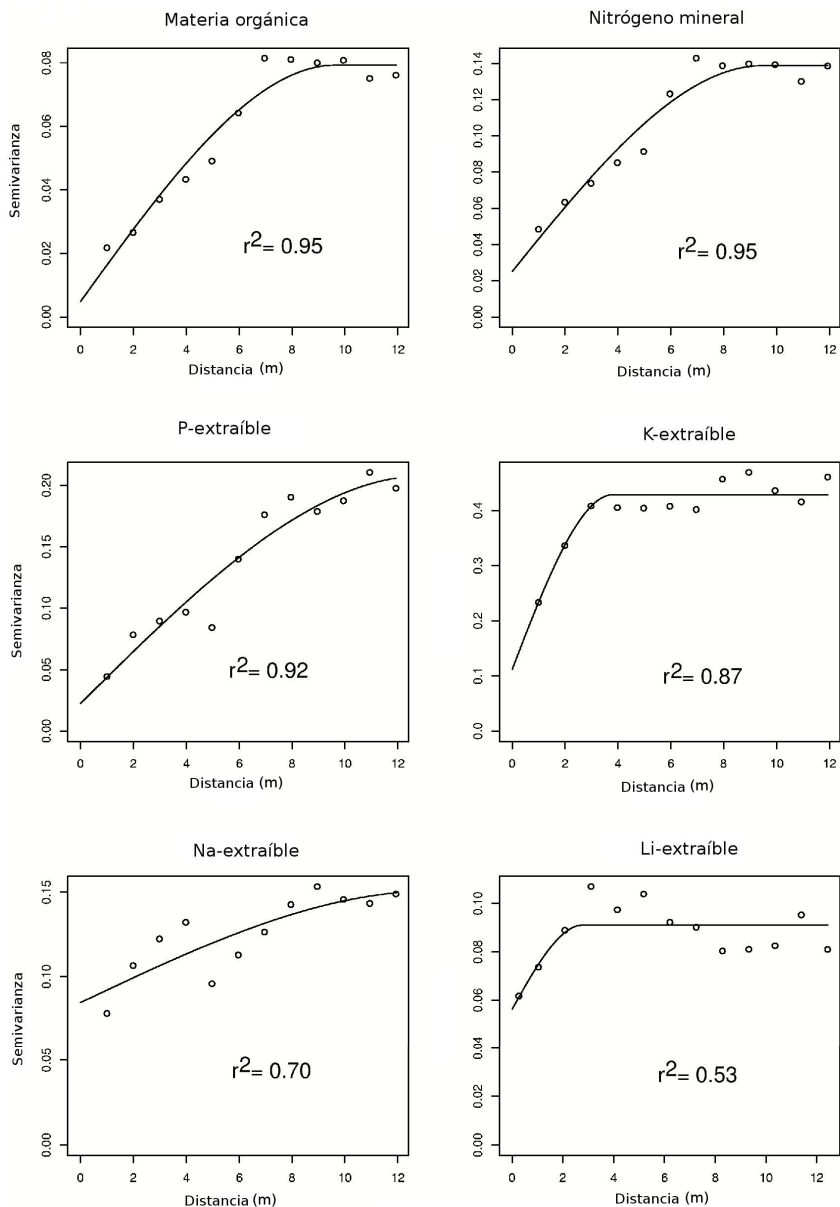 Materia orgánica
Semivarianza
0.00 0.02 0.04 0.06 0.08
r2= 0.95
0 2 4 6 8 10 12
Distancia (m)
Nitrógeno mineral
0.00 0.02 0.04 0.06 0.08 0.10 0.12 0.14
r2= 0.95
0 2 4 6 8 10 12
Distancia (m)
P-extraíble
Semivarianza
0.00 0.05 0.10 0.15 0.20
r2= 0.92
0 2 4 6 8 10 12
Distancia (m)
K-extraíble
0.0 0.1 0.2 0.3 0.4
r2= 0.87
0 2 4 6 8 10 12
Distancia (m)
Na-extraíble
Semivarianza
0.00 0.05 0.10 0.15
r2= 0.70
0 2 4 6 8 10 12
Distancia (m)
Li-extraíble
0.00 0.02 0.04 0.06 0.08 0.10
r2= 0.53
0 2 4 6 8 10 12
Distancia (m)